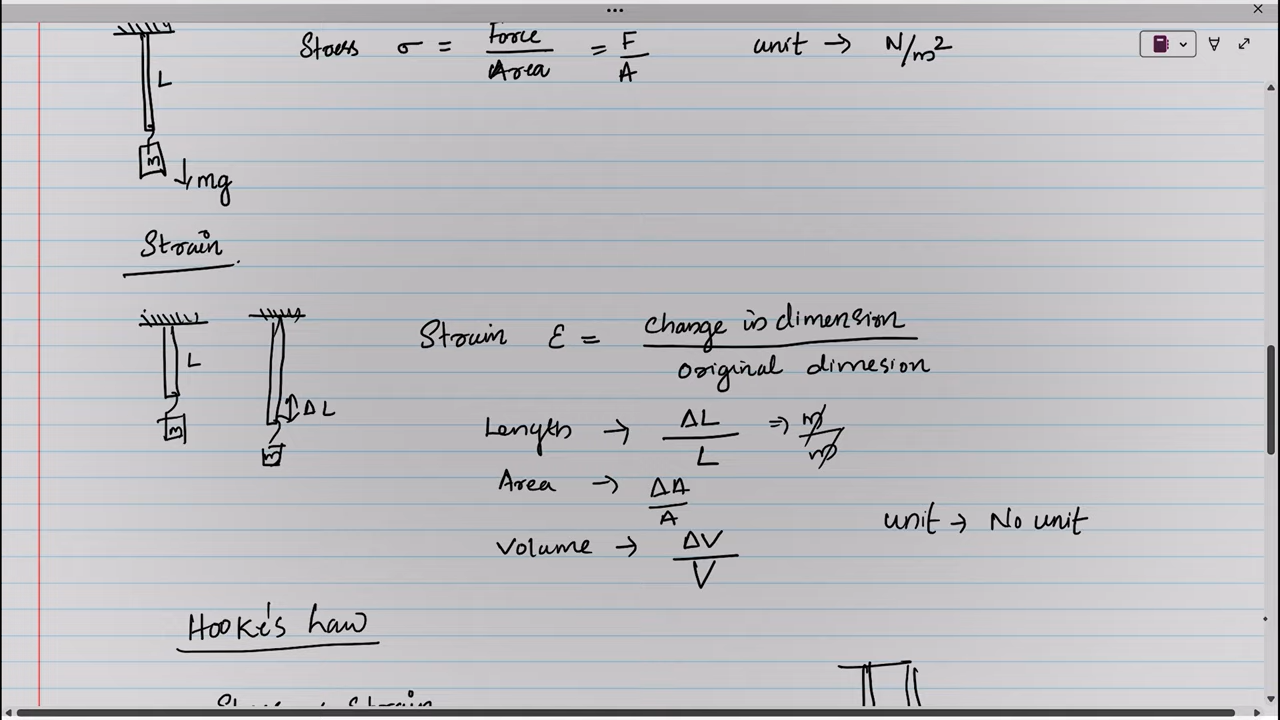 Stress σ = Force / Area = F / A unit → N/m²
L
m
↓ mg
Strain
L
m
ΔL
m
Strain ε = change in dimension / original dimesion
Length → ΔL / L ⇒ m / m
Area → ΔA / A
unit → No unit
Volume → ΔV / V
Hooke's Law